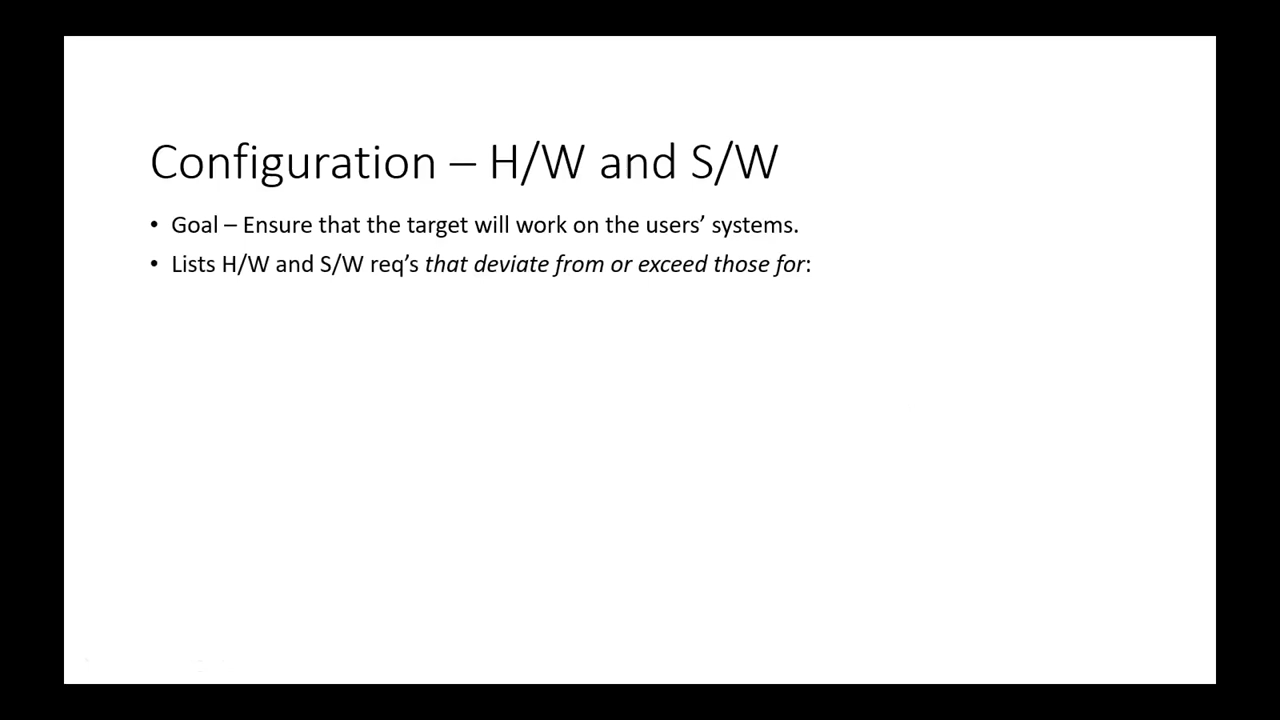 Configuration – H/W and S/W
• Goal – Ensure that the target will work on the users’ systems.
• Lists H/W and S/W req’s that deviate from or exceed those for: